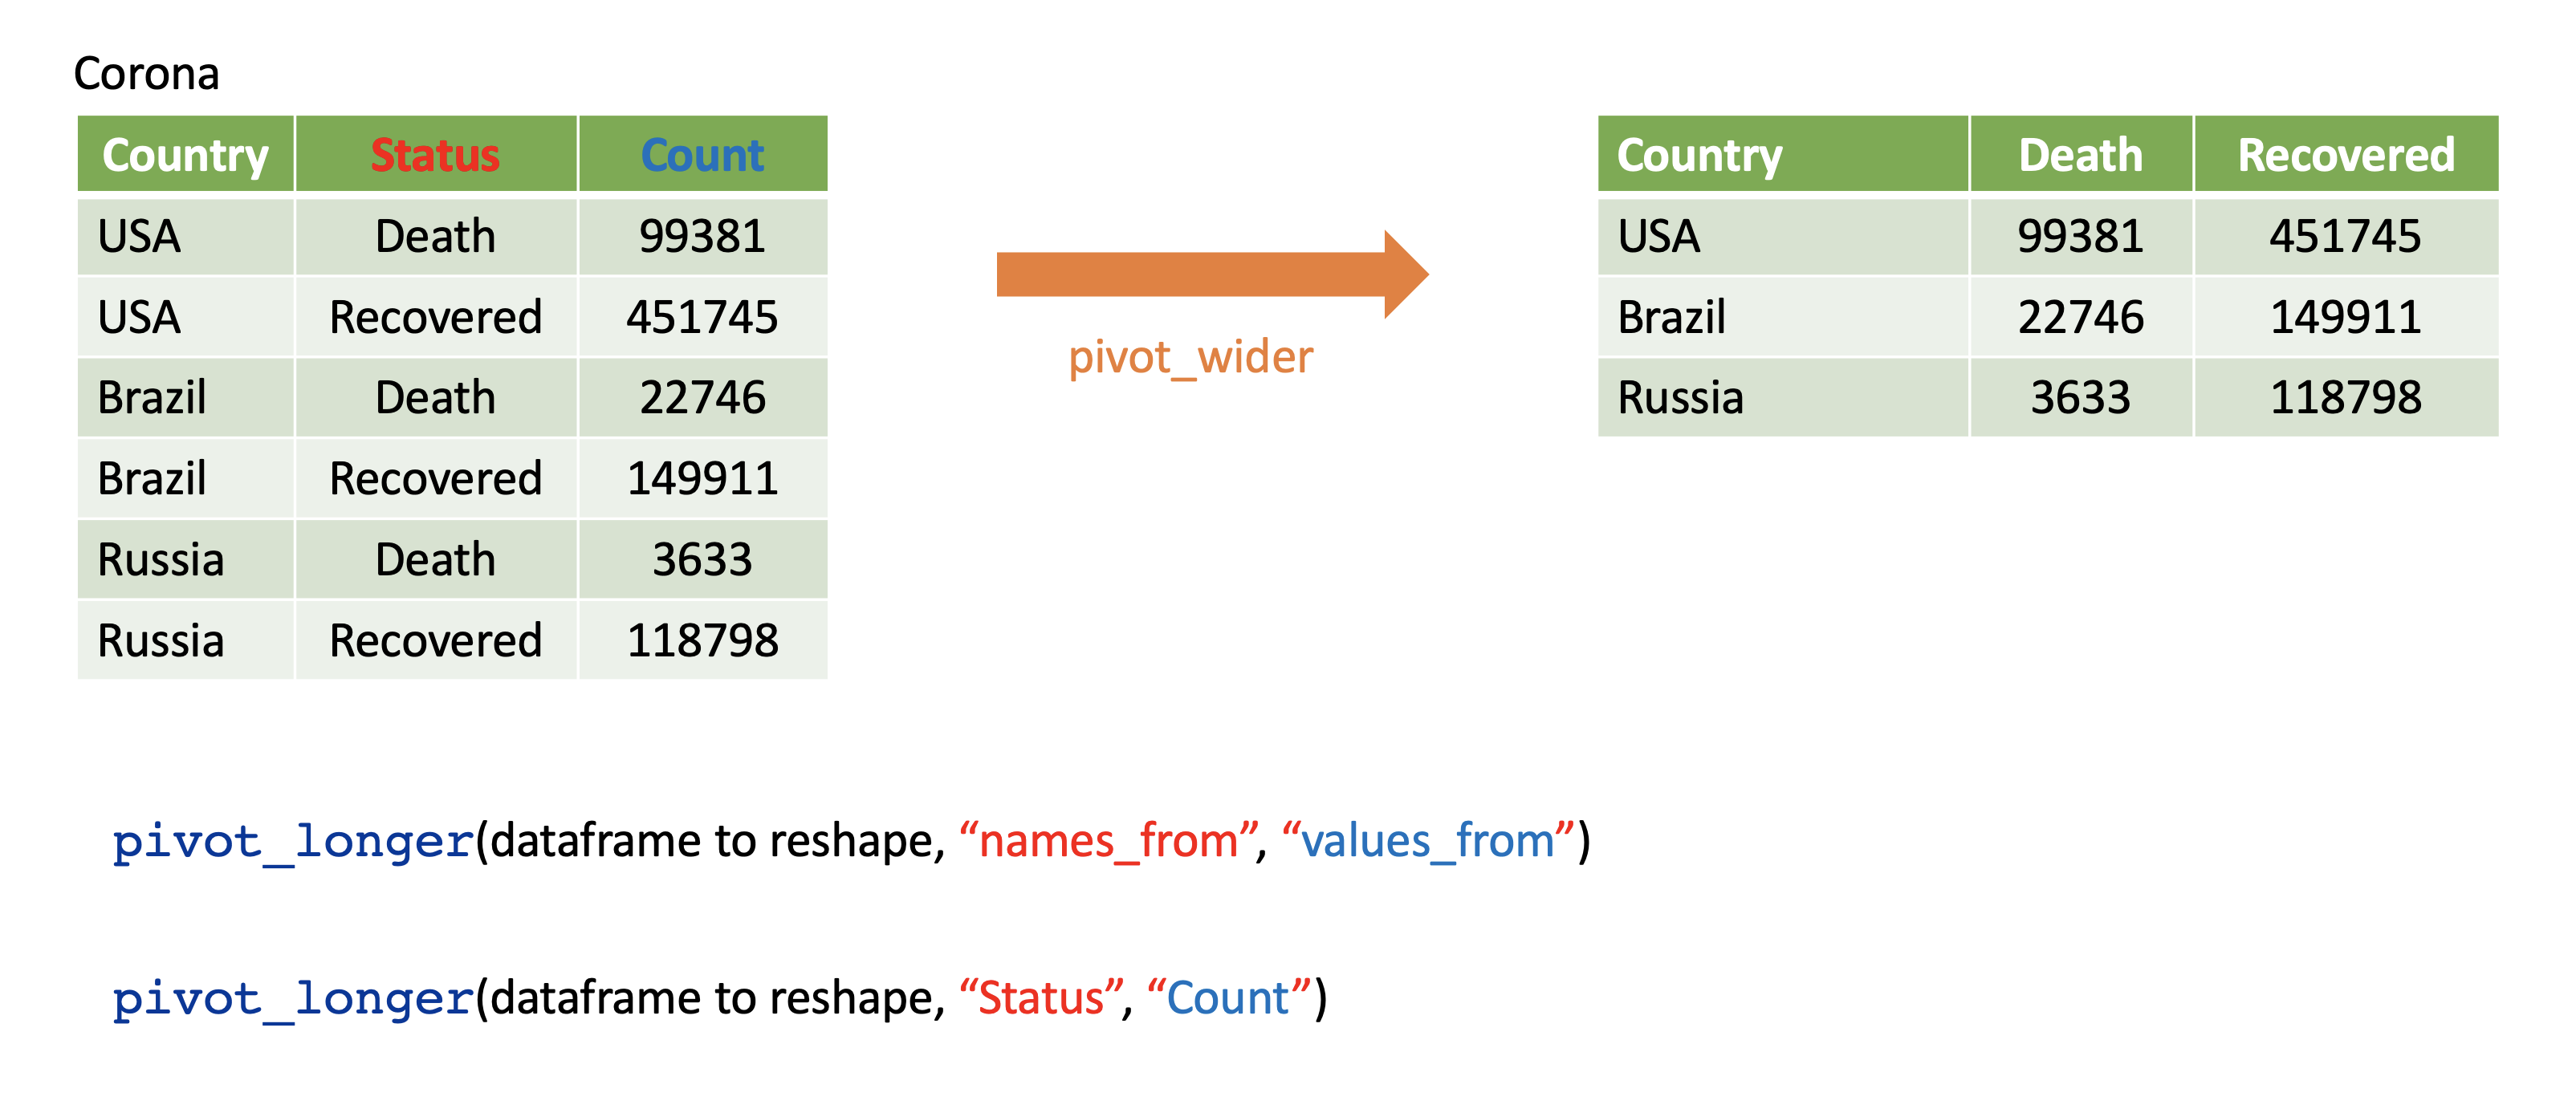 Corona
Country Status Count
USA Death 99381
USA Recovered 451745
Brazil Death 22746
Brazil Recovered 149911
Russia Death 3633
Russia Recovered 118798
pivot_wider
Country Death Recovered
USA 99381 451745
Brazil 22746 149911
Russia 3633 118798
pivot_longer(dataframe to reshape, “names_from”, “values_from”)
pivot_longer(dataframe to reshape, “Status”, “Count”)